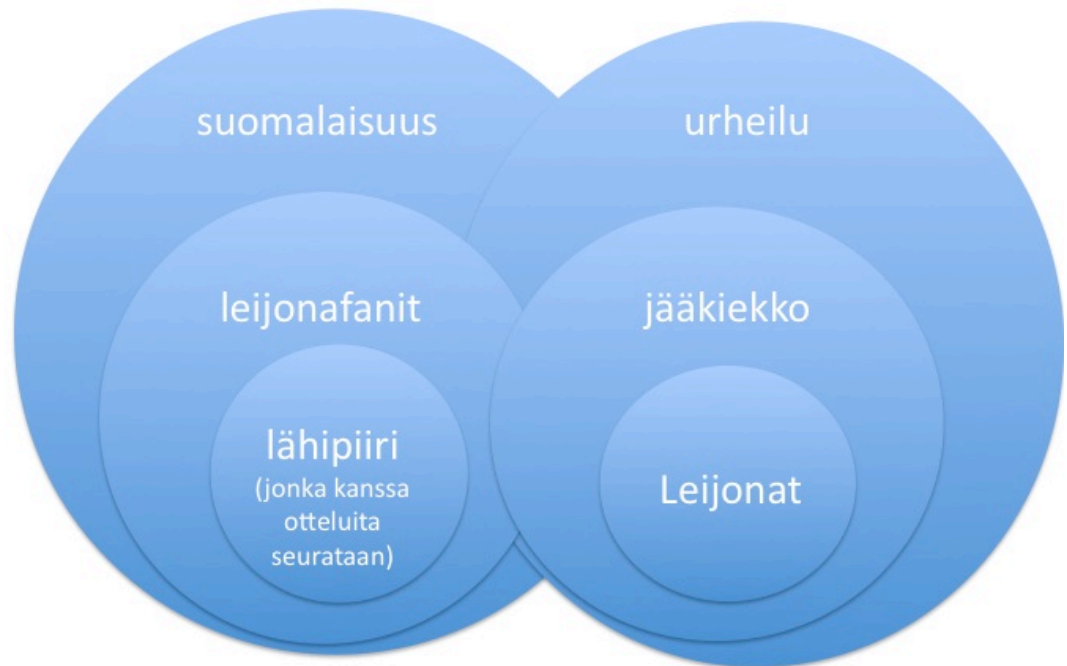 suomalaisuus
urheilu
leijonafanit
jääkiekko
lähipiiri
(jonka kanssa
otteluita
seurataan)
Leijonat